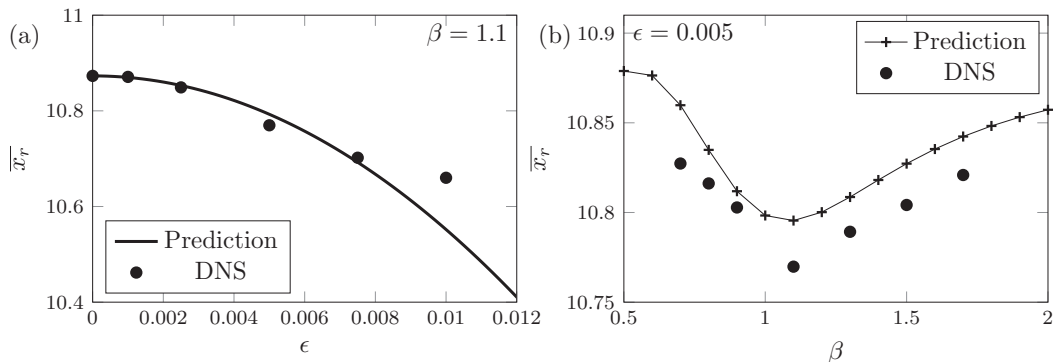 (a)
11
10.8
10.6
10.4
β = 1.1
Prediction
DNS
0 0.002 0.004 0.006 0.008 0.01 0.012
ϵ
x̅_r
(b)
10.9
10.85
10.8
10.75
ϵ = 0.005
Prediction
DNS
0.5 1 1.5 2
β
x̅_r